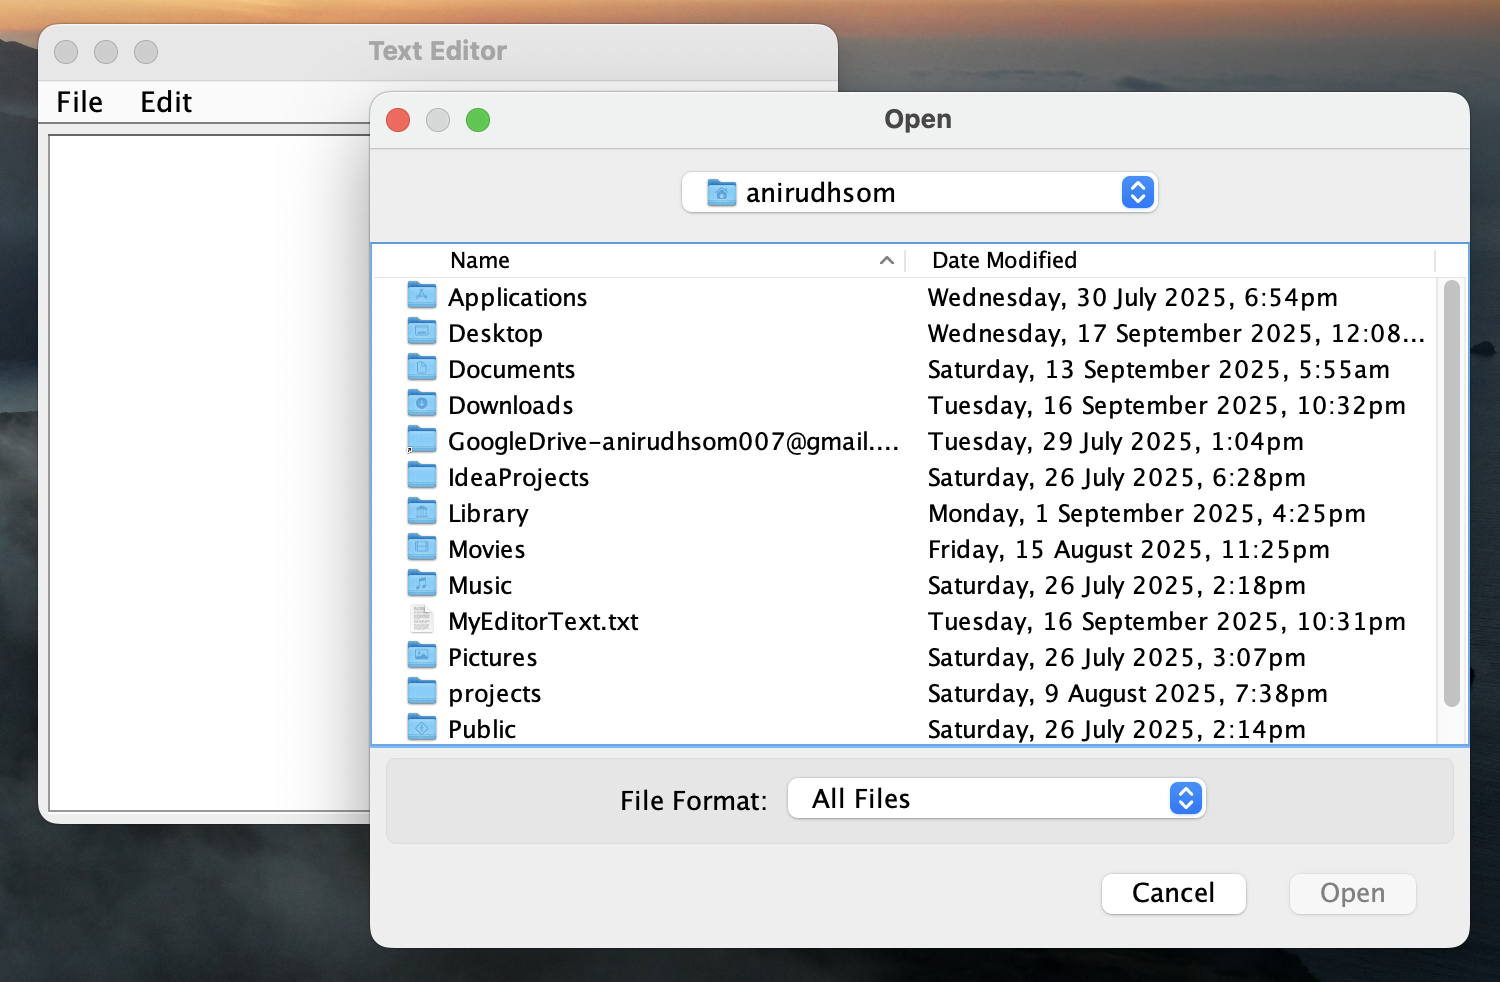 Text Editor
File Edit
Open
anirudhsom
Name Date Modified
Applications Wednesday, 30 July 2025, 6:54pm
Desktop Wednesday, 17 September 2025, 12:08...
Documents Saturday, 13 September 2025, 5:55am
Downloads Tuesday, 16 September 2025, 10:32pm
GoogleDrive-anirudhsom007@gmail.... Tuesday, 29 July 2025, 1:04pm
IdeaProjects Saturday, 26 July 2025, 6:28pm
Library Monday, 1 September 2025, 4:25pm
Movies Friday, 15 August 2025, 11:25pm
Music Saturday, 26 July 2025, 2:18pm
MyEditorText.txt Tuesday, 16 September 2025, 10:31pm
Pictures Saturday, 26 July 2025, 3:07pm
projects Saturday, 9 August 2025, 7:38pm
Public Saturday, 26 July 2025, 2:14pm
File Format: All Files
Cancel Open